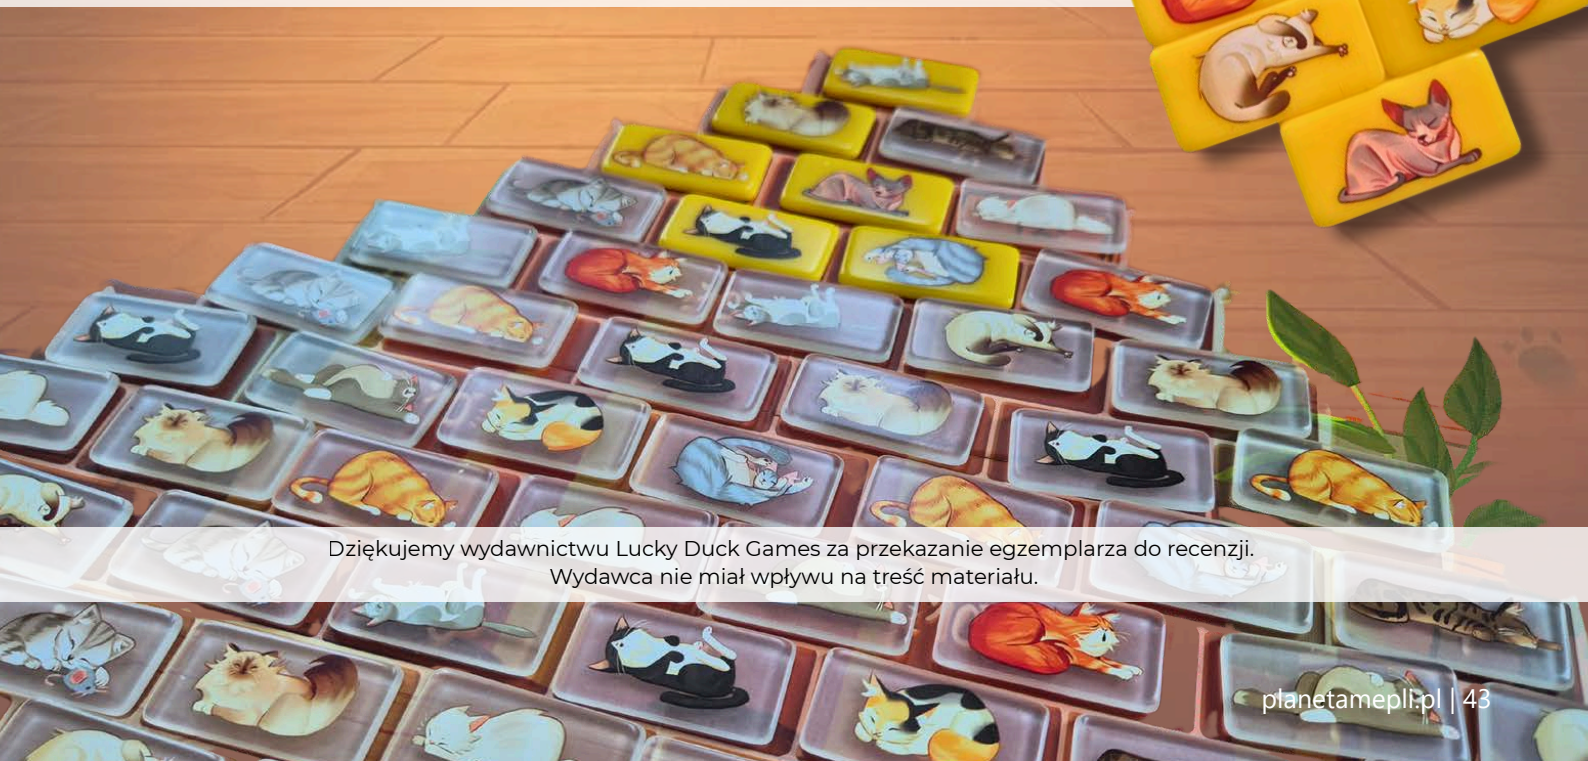 Dziękujemy wydawnictwu Lucky Duck Games za przekazanie egzemplarza do recenzji.
Wydawca nie miał wpływu na treść materiału.
planetamepli.pl | 43